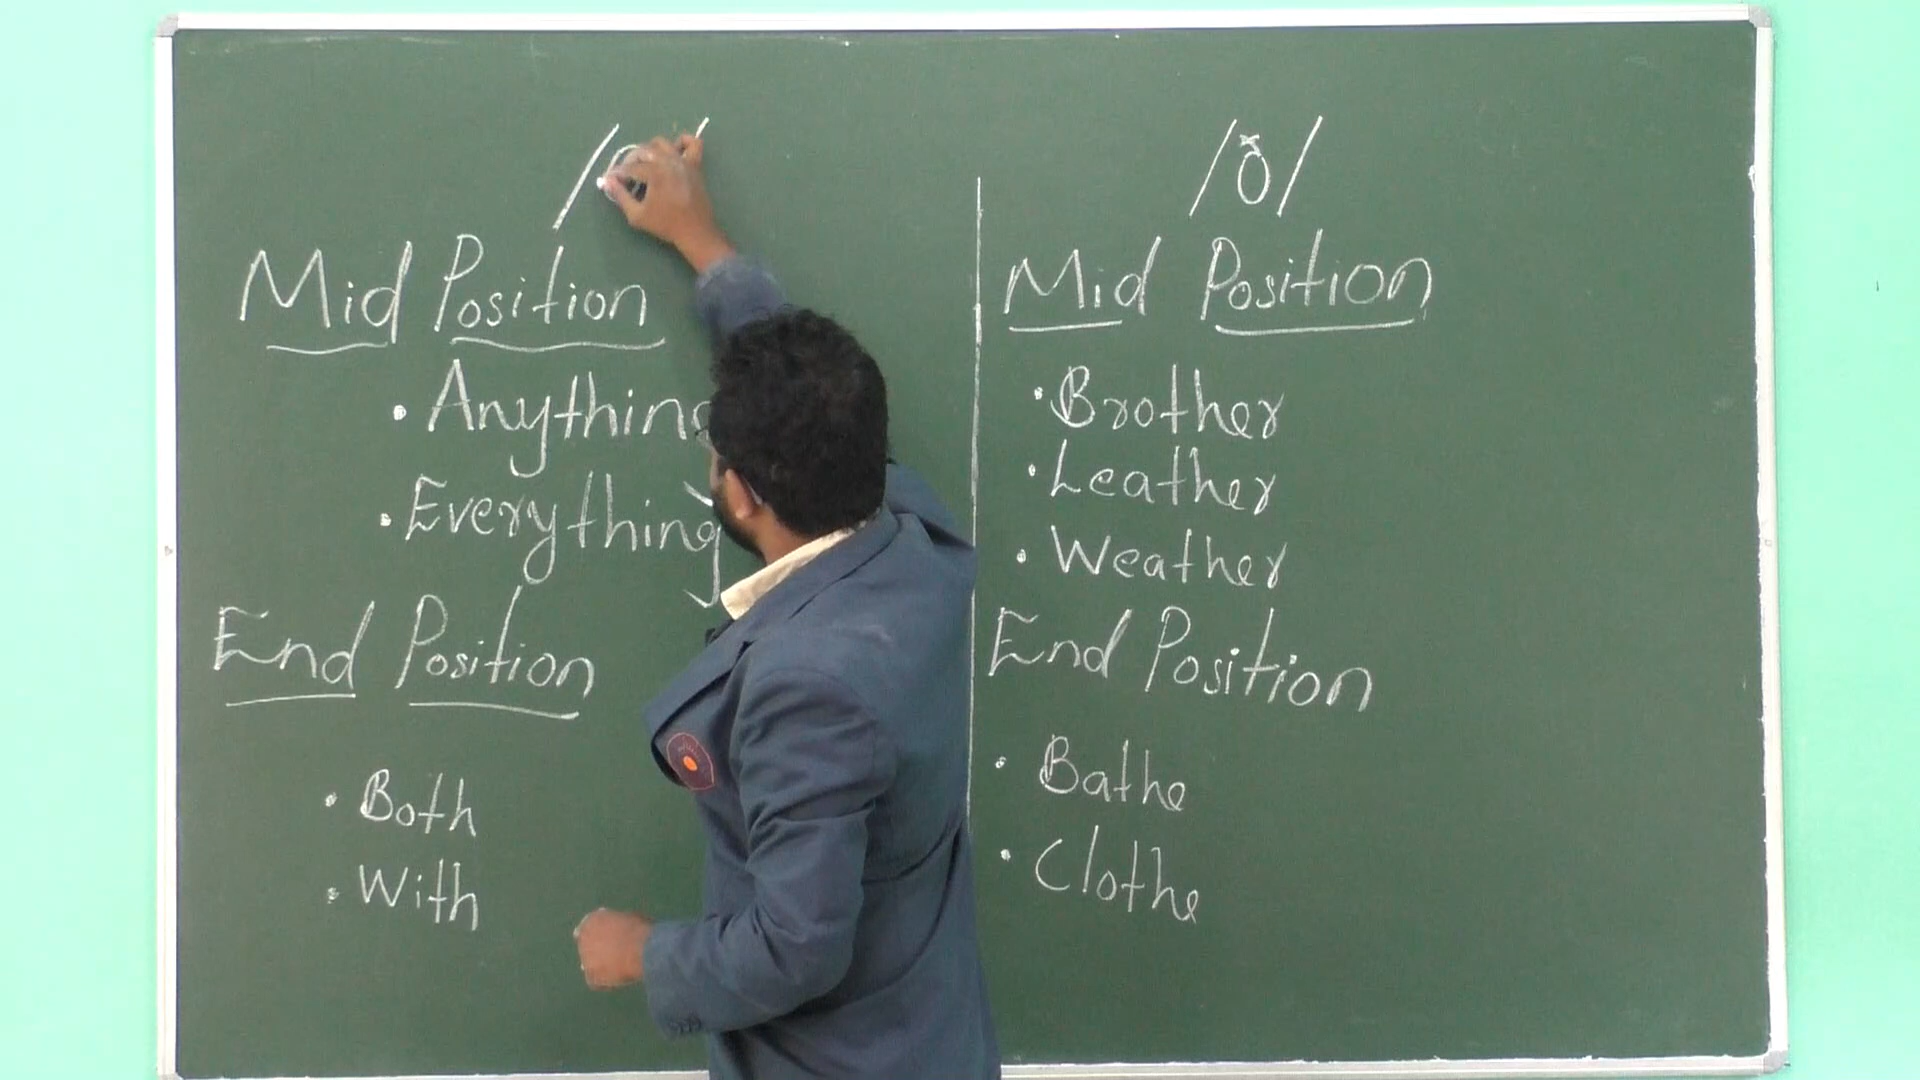 /ð/
Mid Position
· Anything
· Everything
End Position
· Both
· With
Mid Position
· Brother
· Leather
· Weather
End Position
· Bathe
· Clothe